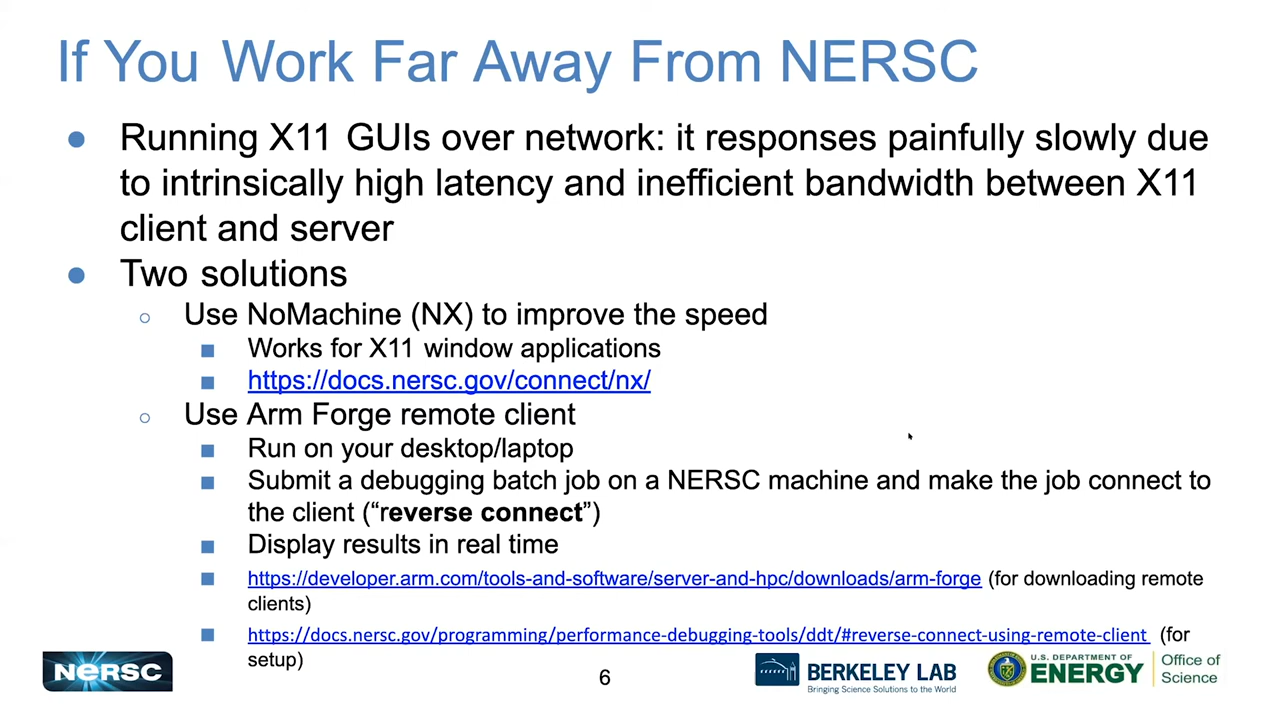 If You Work Far Away From NERSC
● Running X11 GUIs over network: it responses painfully slowly due
to intrinsically high latency and inefficient bandwidth between X11
client and server
● Two solutions
○ Use NoMachine (NX) to improve the speed
■ Works for X11 window applications
■ https://docs.nersc.gov/connect/nx/
○ Use Arm Forge remote client
■ Run on your desktop/laptop
■ Submit a debugging batch job on a NERSC machine and make the job connect to
the client (“reverse connect”)
■ Display results in real time
■ https://developer.arm.com/tools-and-software/server-and-hpc/downloads/arm-forge (for downloading remote
clients)
■ https://docs.nersc.gov/programming/performance-debugging-tools/ddt/#reverse-connect-using-remote-client (for
setup)
NERSC
6
BERKELEY LAB
Bringing Science Solutions to the World
U.S. DEPARTMENT OF
ENERGY
Office of
Science